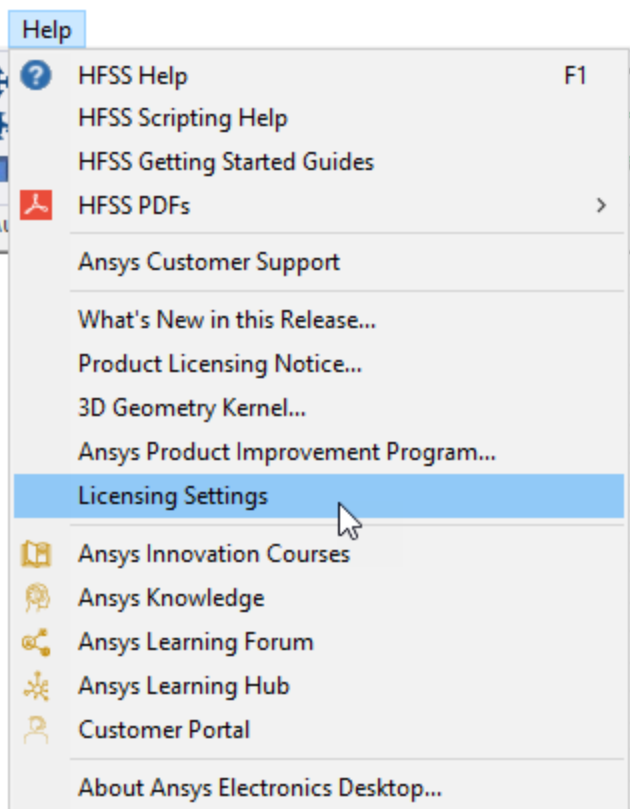 Help
HFSS Help F1
HFSS Scripting Help
HFSS Getting Started Guides
HFSS PDFs
Ansys Customer Support
What's New in this Release...
Product Licensing Notice...
3D Geometry Kernel...
Ansys Product Improvement Program...
Licensing Settings
Ansys Innovation Courses
Ansys Knowledge
Ansys Learning Forum
Ansys Learning Hub
Customer Portal
About Ansys Electronics Desktop...